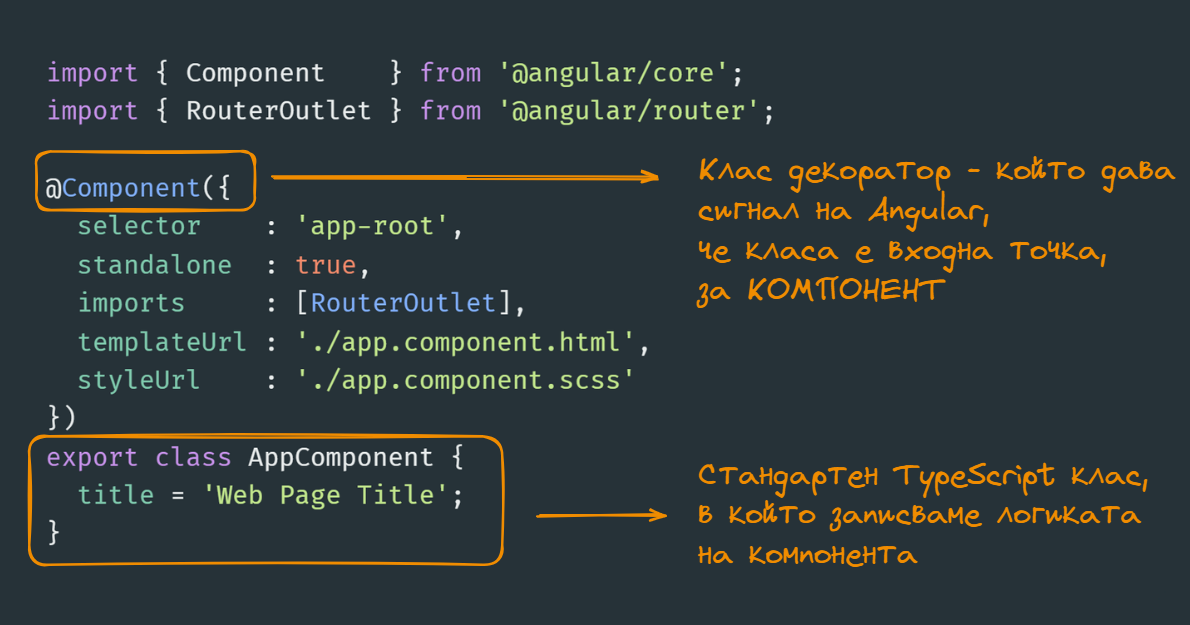 import { Component    } from '@angular/core';
import { RouterOutlet } from '@angular/router';
@Component({
  selector    : 'app-root',
  standalone  : true,
  imports     : [RouterOutlet],
  templateUrl : './app.component.html',
  styleUrl    : './app.component.scss'
})
export class AppComponent {
  title = 'Web Page Title';
}
Клас декоратор - който дава
сигнал на Angular,
че класа е входна точка,
за КОМПОНЕНТ
Стандартен TypeScript клас,
в който записваме логиката
на компонента